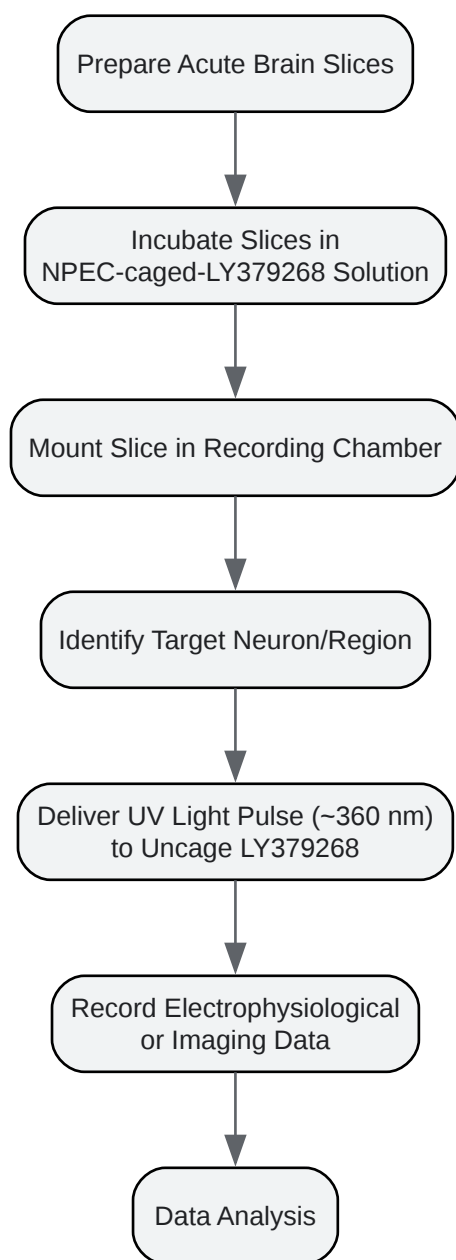 Prepare Acute Brain Slices
Incubate Slices in
NPEC-caged-LY379268 Solution
Mount Slice in Recording Chamber
Identify Target Neuron/Region
Deliver UV Light Pulse (~360 nm)
to Uncage LY379268
Record Electrophysiological
or Imaging Data
Data Analysis